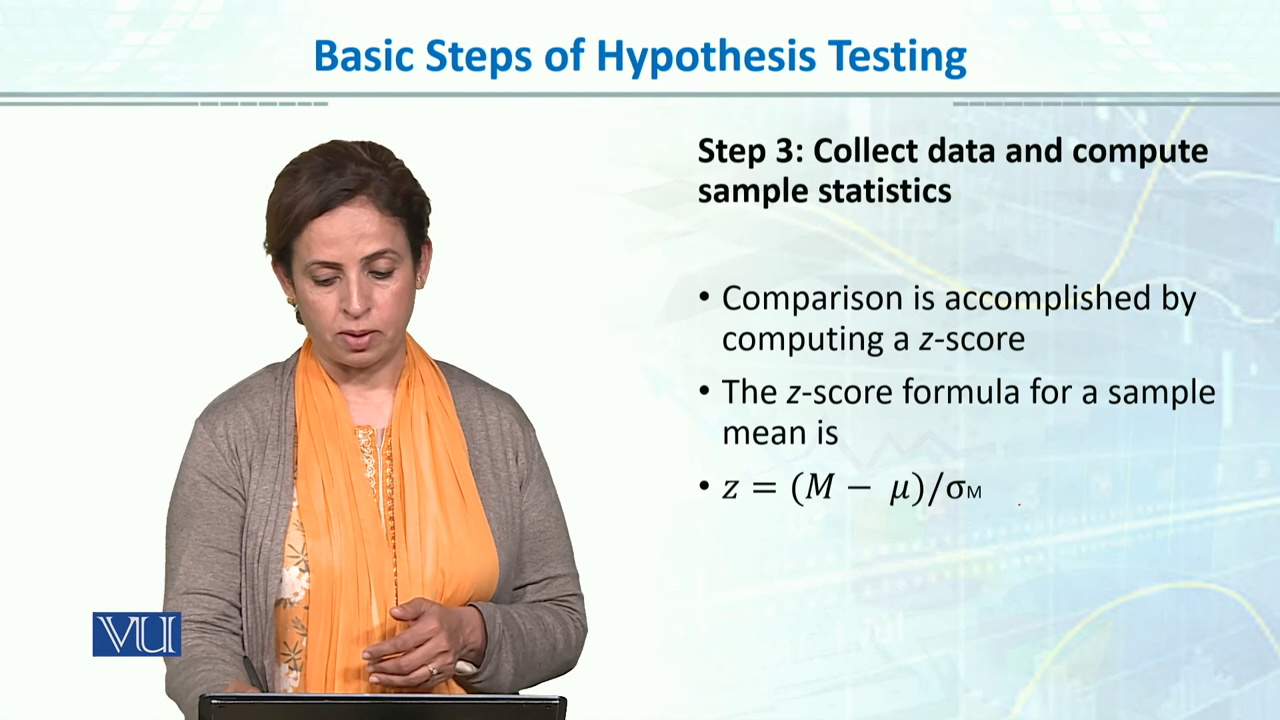 Basic Steps of Hypothesis Testing
Step 3: Collect data and compute
sample statistics
• Comparison is accomplished by
computing a z-score
• The z-score formula for a sample
mean is
• z = (M − μ)/σM
VU